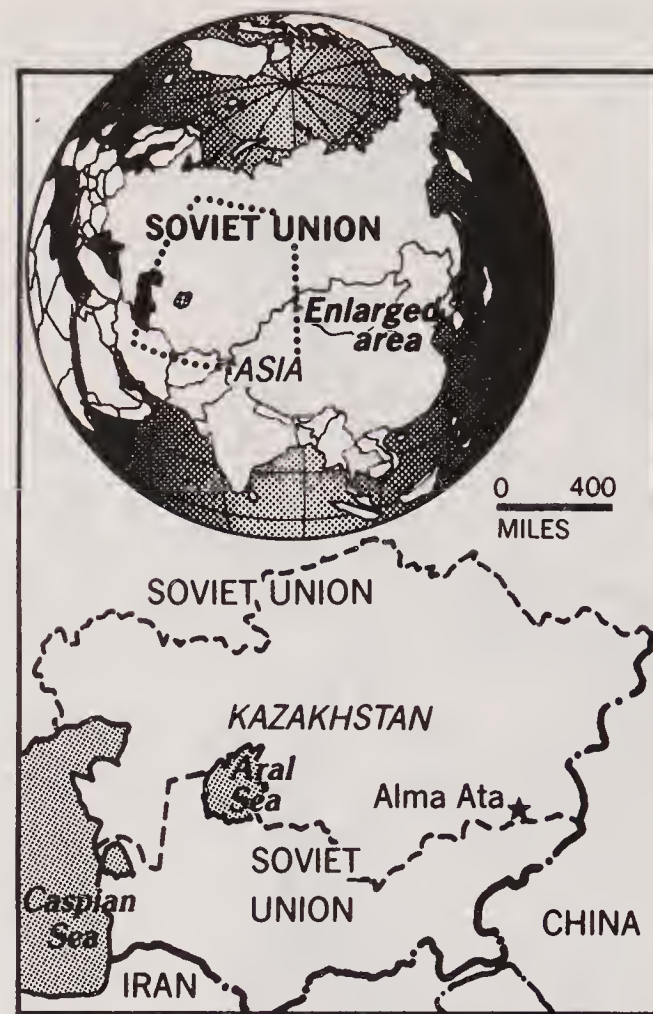 SOVIET UNION
Enlarged
area
ASIA
0 400
MILES
SOVIET UNION
KAZAKHSTAN
Aral
Sea
Alma Ata
SOVIET
UNION
Caspian
Sea
CHINA
IRAN